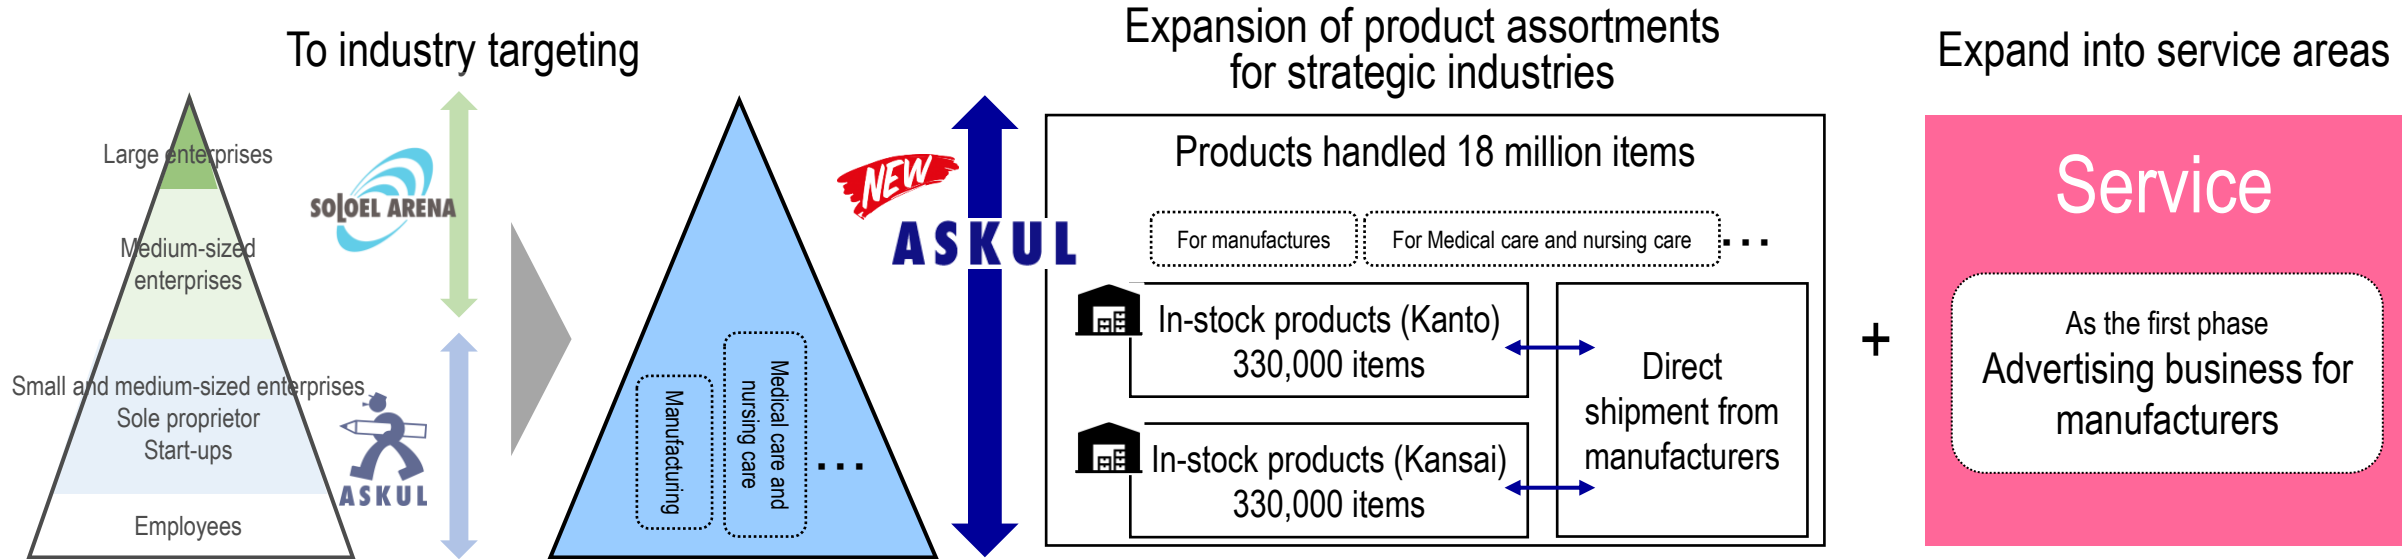 To industry targeting
Large enterprises
Medium-sized
enterprises
Small and medium-sized enterprises
Sole proprietor
Start-ups
Employees
SOLOEL ARENA
ASKUL
Manufacturing
Medical care and
nursing care
...
NEW
ASKUL
Expansion of product assortments
for strategic industries
Products handled 18 million items
For manufactures
For Medical care and nursing care
...
In-stock products (Kanto)
330,000 items
In-stock products (Kansai)
330,000 items
Direct
shipment from
manufacturers
+
Expand into service areas
Service
As the first phase
Advertising business for
manufacturers